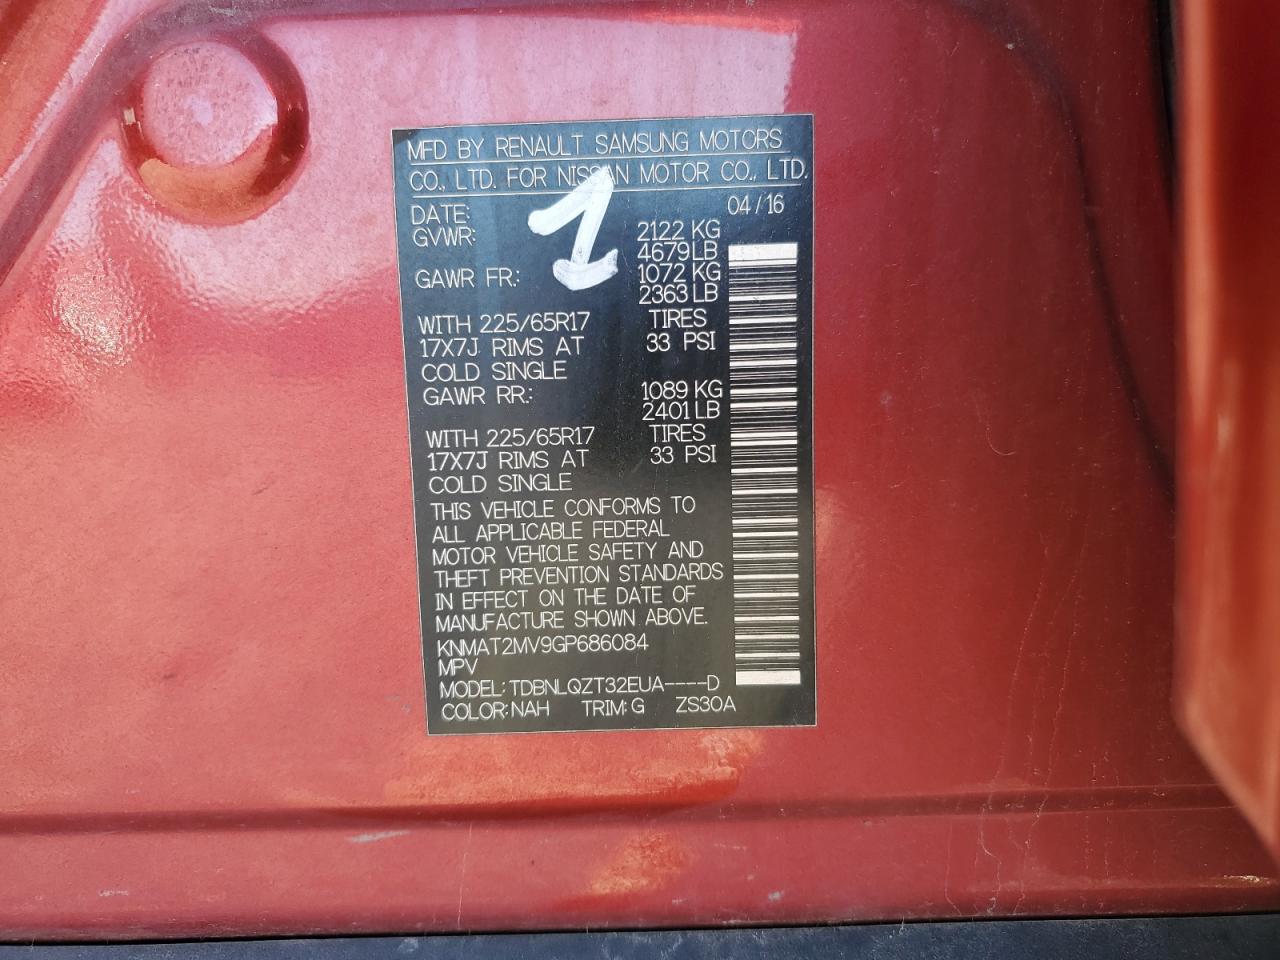 MFD BY RENAULT SAMSUNG MOTORS
CO., LTD. FOR NISSAN MOTOR CO., LTD.
DATE: 04/16
GVWR: 2122 KG
4679LB
GAWR FR: 1072 KG
2363LB
WITH 225/65R17 TIRES
17X7J RIMS AT 33 PSI
COLD SINGLE
GAWR RR: 1089 KG
2401LB
WITH 225/65R17 TIRES
17X7J RIMS AT 33 PSI
COLD SINGLE
THIS VEHICLE CONFORMS TO
ALL APPLICABLE FEDERAL
MOTOR VEHICLE SAFETY AND
THEFT PREVENTION STANDARDS
IN EFFECT ON THE DATE OF
MANUFACTURE SHOWN ABOVE.
KNMAT2MV9GP686084
MPV
MODEL: TDBNLQZT32EUA----D
COLOR: NAH TRIM: G ZS30A
1